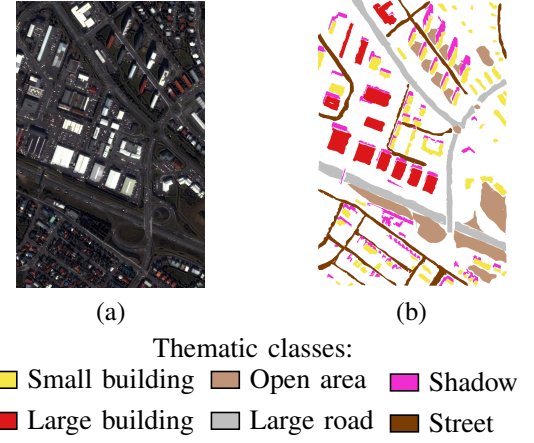 (a) (b)
Thematic classes:
Small building Open area Shadow
Large building Large road Street